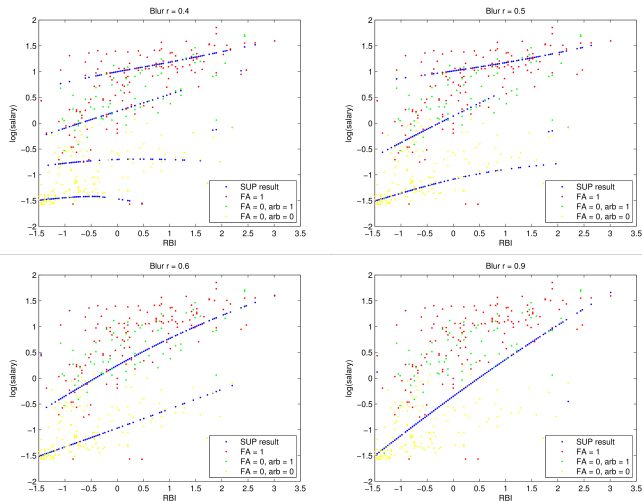 Blur r = 0.4
2
1.5
1
0.5
0
−0.5
−1
−1.5
−2
log(salary)
−1.5 −1 −0.5 0 0.5 1 1.5 2 2.5 3 3.5
RBI
SUP result
FA = 1
FA = 0, arb = 1
FA = 0, arb = 0
Blur r = 0.5
2
1.5
1
0.5
0
−0.5
−1
−1.5
−2
log(salary)
−1.5 −1 −0.5 0 0.5 1 1.5 2 2.5 3 3.5
RBI
SUP result
FA = 1
FA = 0, arb = 1
FA = 0, arb = 0
Blur r = 0.6
2
1.5
1
0.5
0
−0.5
−1
−1.5
−2
log(salary)
−1.5 −1 −0.5 0 0.5 1 1.5 2 2.5 3 3.5
RBI
SUP result
FA = 1
FA = 0, arb = 1
FA = 0, arb = 0
Blur r = 0.9
2
1.5
1
0.5
0
−0.5
−1
−1.5
−2
log(salary)
−1.5 −1 −0.5 0 0.5 1 1.5 2 2.5 3 3.5
RBI
SUP result
FA = 1
FA = 0, arb = 1
FA = 0, arb = 0